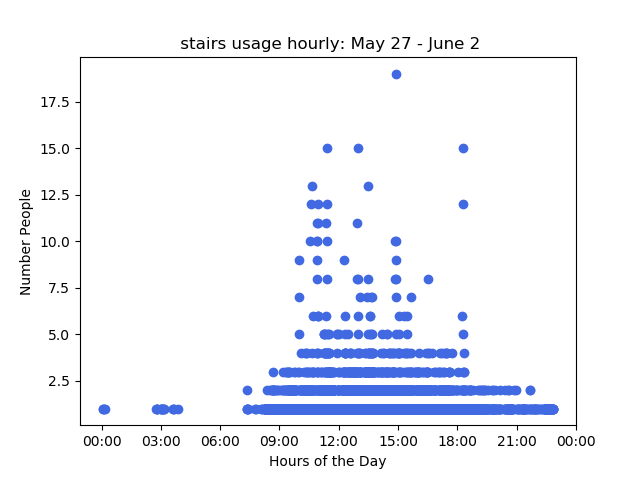 stairs usage hourly: May 27 - June 2
17.5
15.0
12.5
10.0
7.5
5.0
2.5
Number People
00:00 03:00 06:00 09:00 12:00 15:00 18:00 21:00 00:00
Hours of the Day